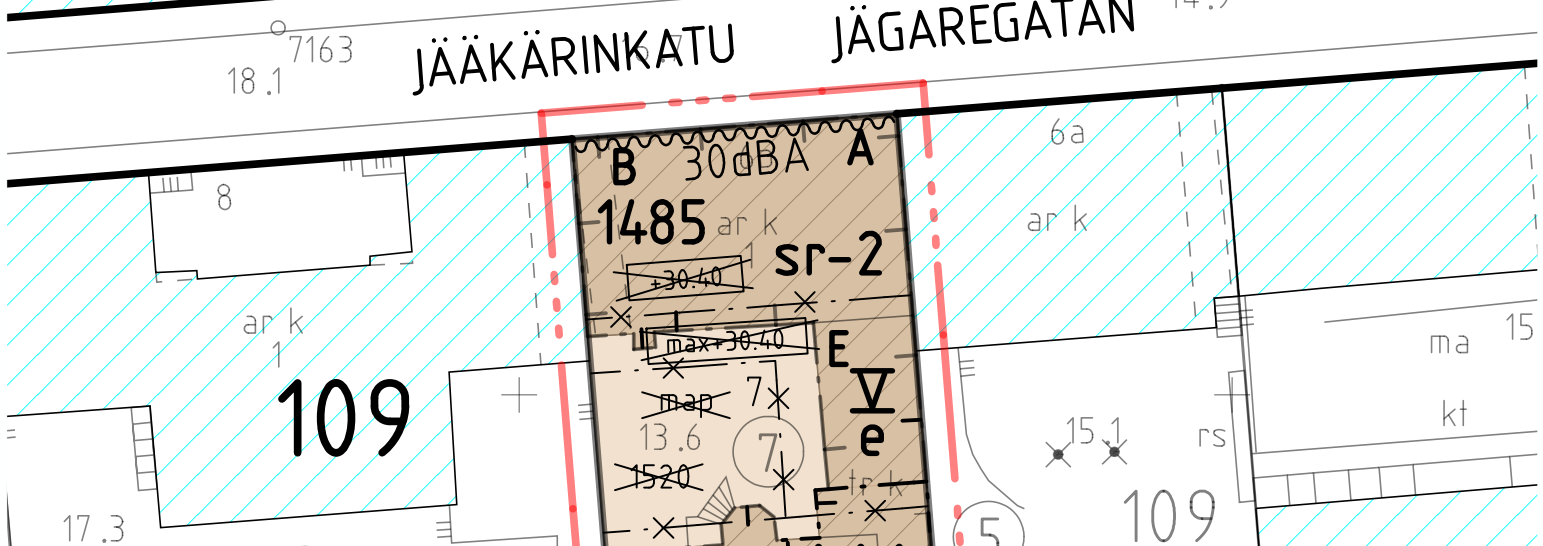 JÄÄKÄRINKATU JÄGAREGATAN
7163
18.1
B 30dBA A
6a
8
1485 ar k
ar k
sr-2
+30.40
ar k
1
max+30.40
E
ma 15
V
7
map
e
109
13.6
7
15.1
rs
kt
1520
tr k
109
17.3
5